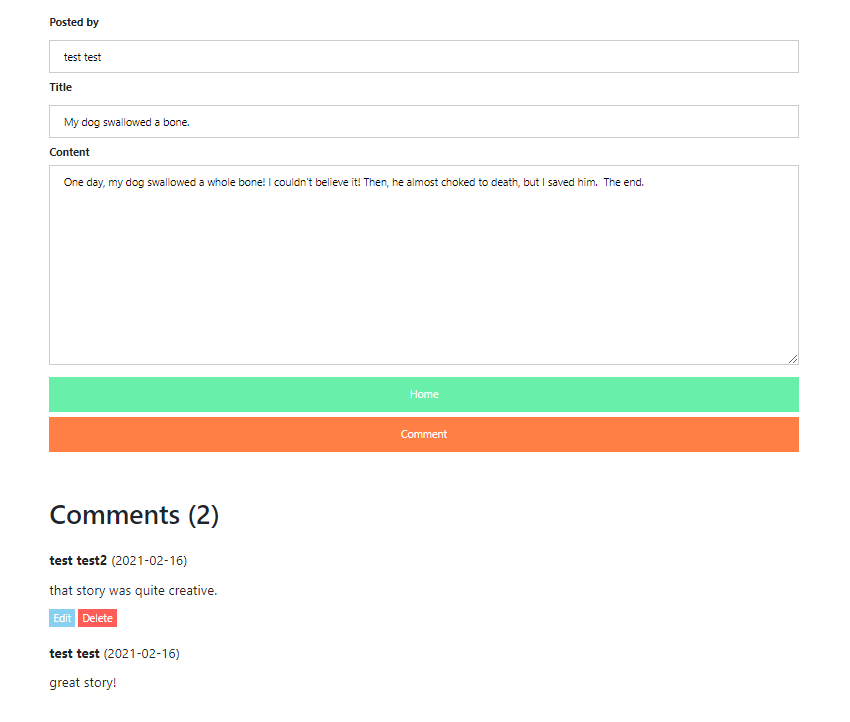 Posted by
test test
Title
My dog swallowed a bone.
Content
One day, my dog swallowed a whole bone! I couldn't believe it! Then, he almost choked to death, but I saved him.  The end.
Home
Comment
Comments (2)
test test2 (2021-02-16)
that story was quite creative.
Edit Delete
test test (2021-02-16)
great story!